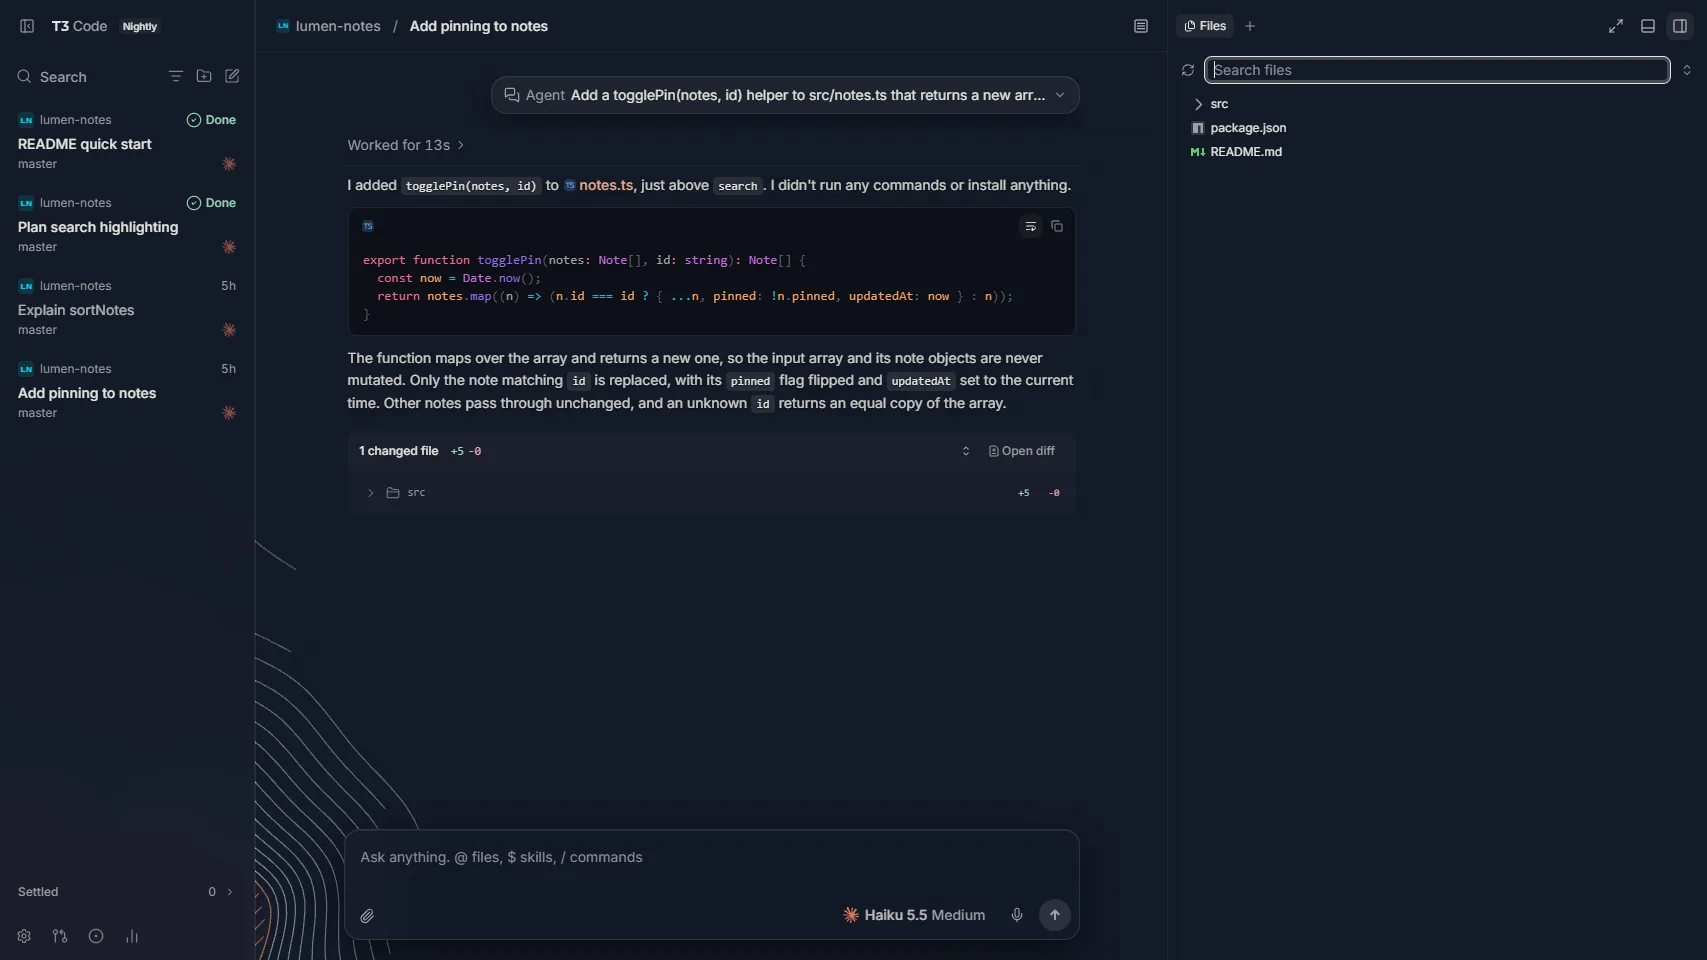 T3 Code Nightly
Search
LN lumen-notes Done
README quick start
master
LN lumen-notes Done
Plan search highlighting
master
LN lumen-notes 5h
Explain sortNotes
master
LN lumen-notes 5h
Add pinning to notes
master
Settled 0
LN lumen-notes / Add pinning to notes
Agent Add a togglePin(notes, id) helper to src/notes.ts that returns a new arr...
Worked for 13s
I added togglePin(notes, id) to TS notes.ts, just above search. I didn't run any commands or install anything.
TS
export function togglePin(notes: Note[], id: string): Note[] {
const now = Date.now();
return notes.map((n) => (n.id === id ? { ...n, pinned: !n.pinned, updatedAt: now } : n));
}
The function maps over the array and returns a new one, so the input array and its note objects are never
mutated. Only the note matching id is replaced, with its pinned flag flipped and updatedAt set to the current
time. Other notes pass through unchanged, and an unknown id returns an equal copy of the array.
1 changed file +5 -0 Open diff
src +5 -0
Ask anything. @ files, $ skills, / commands
Haiku 5.5 Medium
Files
Search files
src
package.json
M↓ README.md